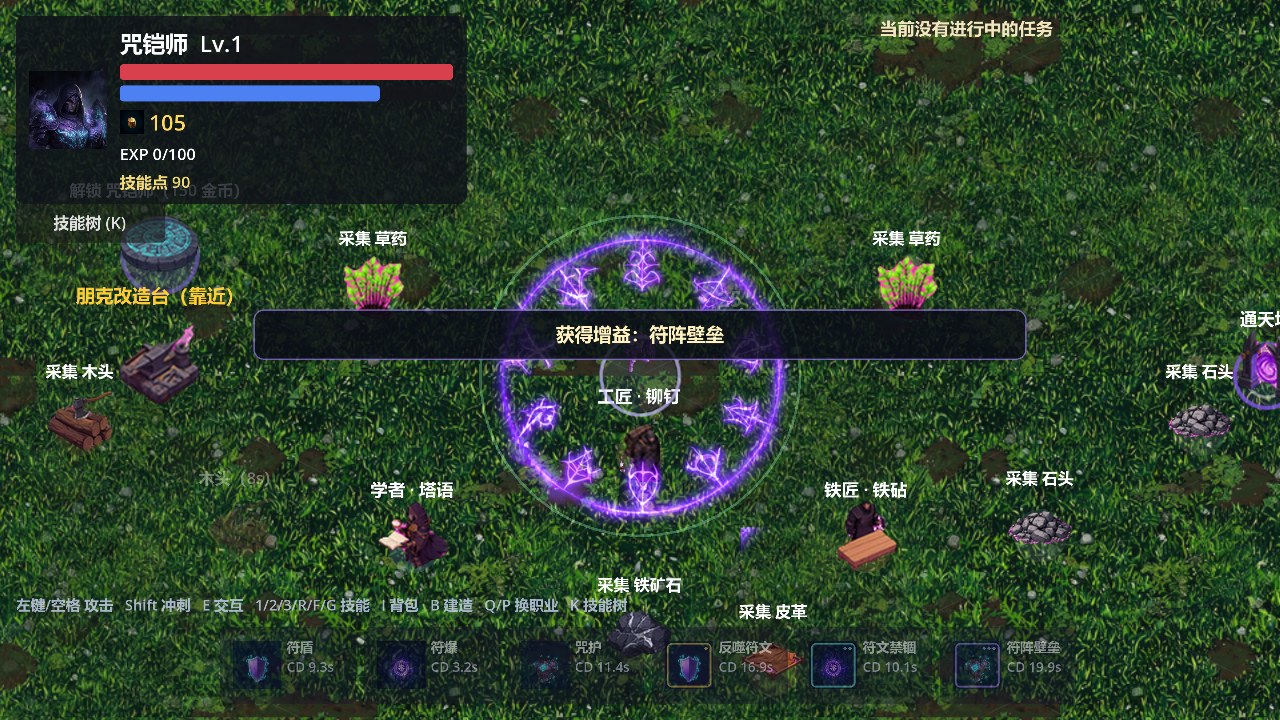 咒铠师 Lv.1
当前没有进行中的任务
105
EXP 0/100
技能点 90
解锁 咒铠师（150 金币）
技能树 (K)
采集 草药
采集 草药
朋克改造台（靠近）
获得增益：符阵壁垒
采集 木头
采集 石头
工匠 · 铆钉
木头（8s）
学者 · 塔语
铁匠 · 铁砧
采集 石头
采集 铁矿石
左键/空格 攻击 Shift 冲刺 E 交互 1/2/3/R/F/G 技能 I 背包 · B 建造 Q/P 换职业 K 技能树
采集 皮革
符盾
CD 9.3s
符爆
CD 3.2s
咒护
CD 11.4s
反噬符文
CD 16.9s
符文禁锢
CD 10.1s
符阵壁垒
CD 19.9s